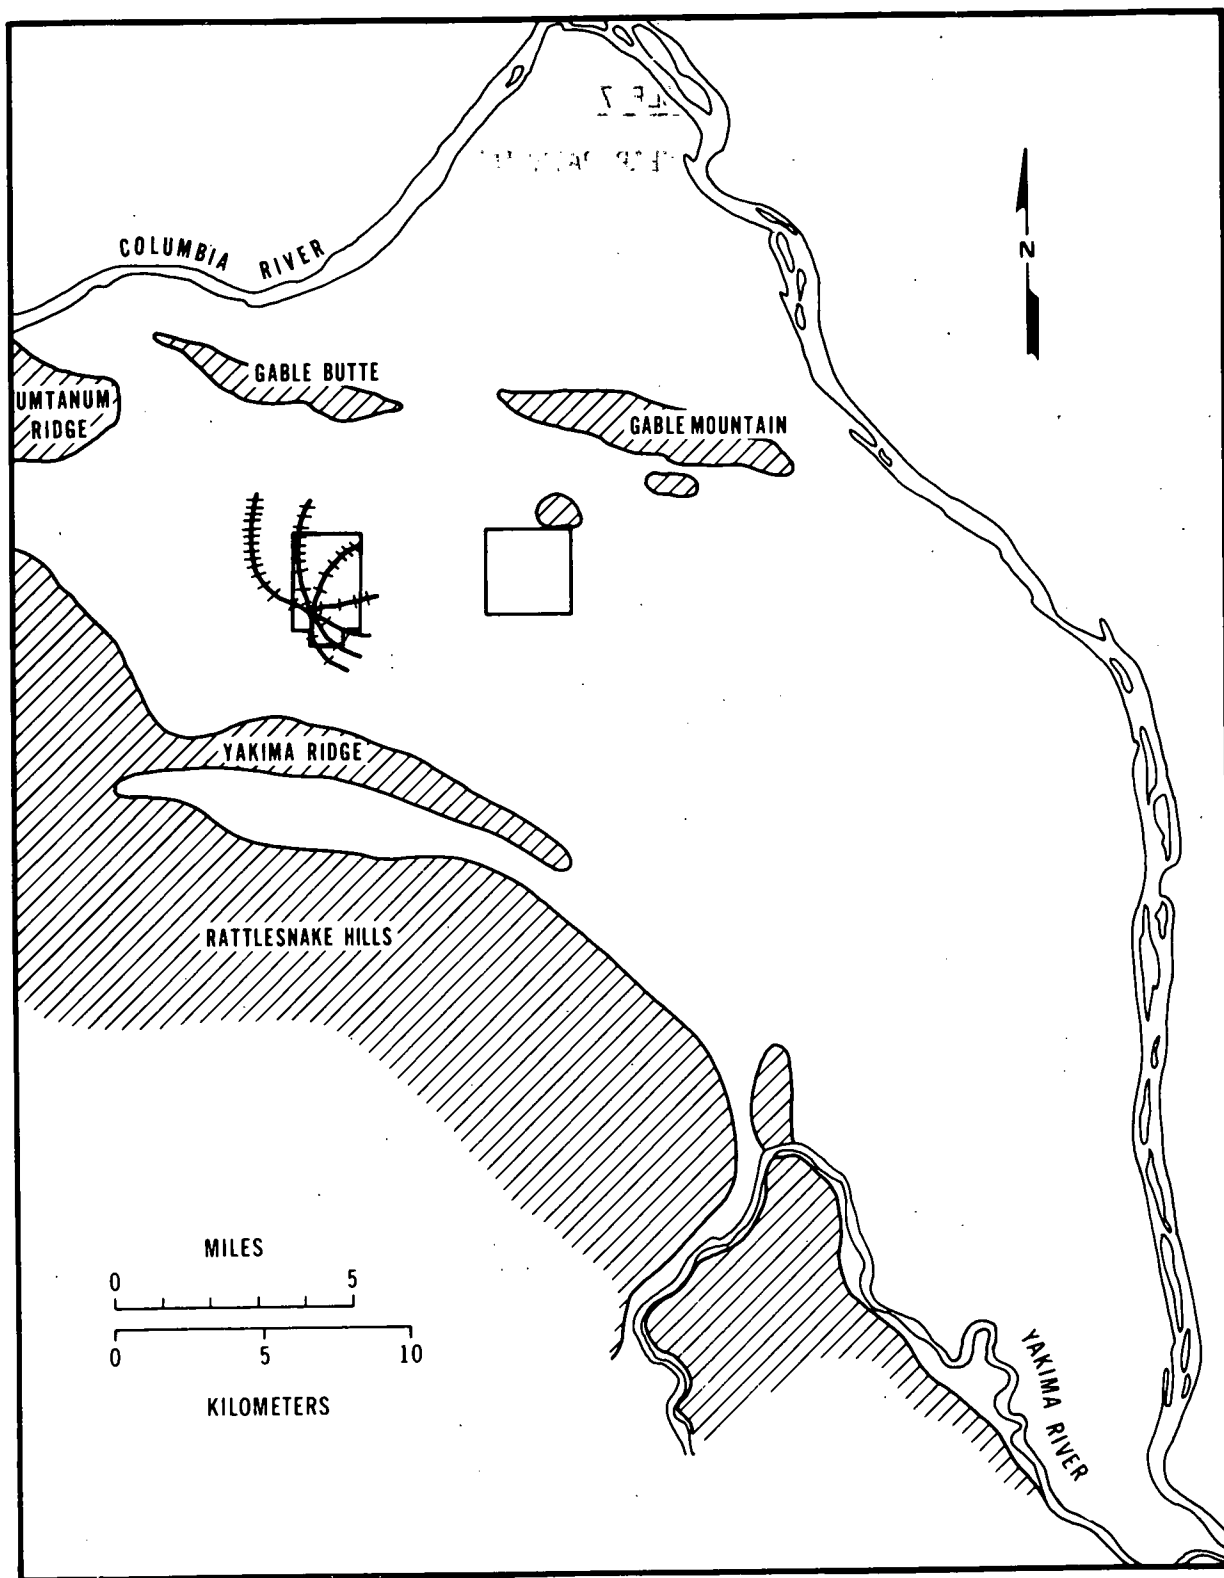 COLUMBIA RIVER
N
GABLE BUTTE
UMTANUM
RIDGE
GABLE MOUNTAIN
YAKIMA RIDGE
RATTLESNAKE HILLS
MILES
0 5
0 5 10
KILOMETERS
YAKIMA RIVER